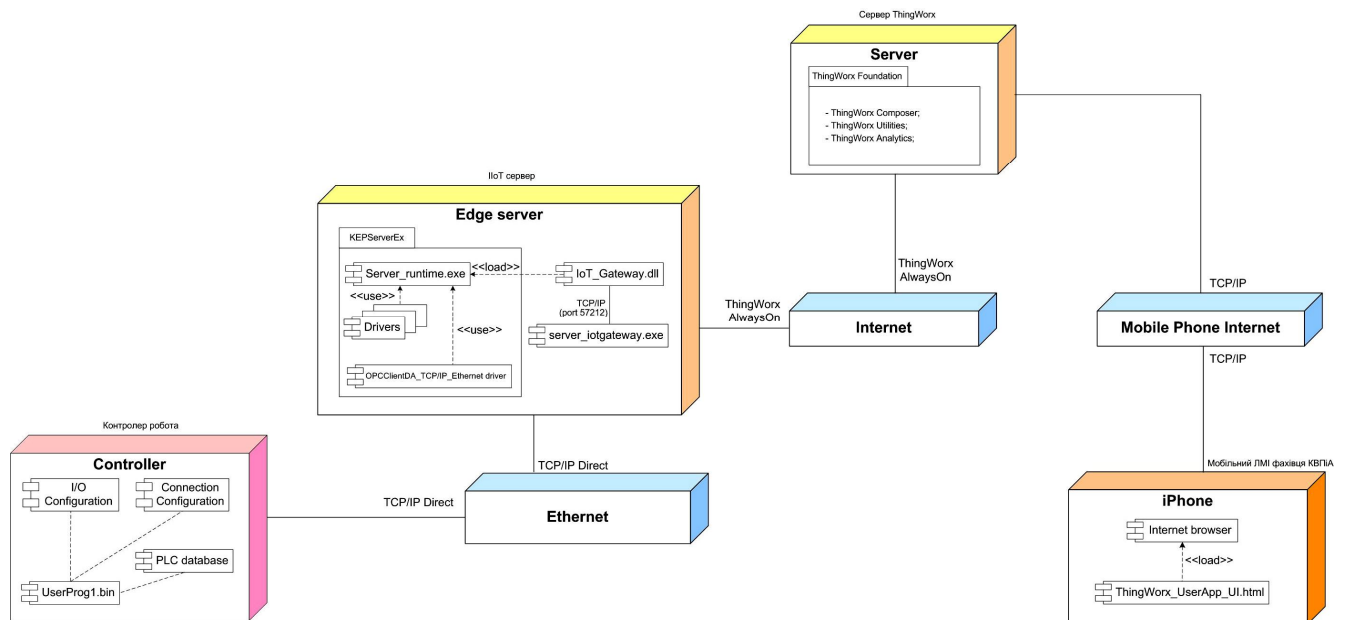 Сервер ThingWorx
Server
ThingWorx Foundation
- ThingWorx Composer;
- ThingWorx Utilities;
- ThingWorx Analytics;
IIoT сервер
Edge server
KEPServerEx
Server_runtime.exe
<<load>>
IoT_Gateway.dll
<<use>>
TCP/IP
(port 57212)
Drivers
<<use>>
server_iotgateway.exe
OPCClientDA_TCP/IP_Ethernet driver
ThingWorx
AlwaysOn
ThingWorx
AlwaysOn
Internet
TCP/IP
Mobile Phone Internet
TCP/IP
Контролер робота
Controller
I/O
Configuration
Connection
Configuration
PLC database
UserProg1.bin
TCP/IP Direct
TCP/IP Direct
Ethernet
Мобільний ЛМІ фахівця КВПіА
iPhone
Internet browser
<<load>>
ThingWorx_UserApp_UI.html